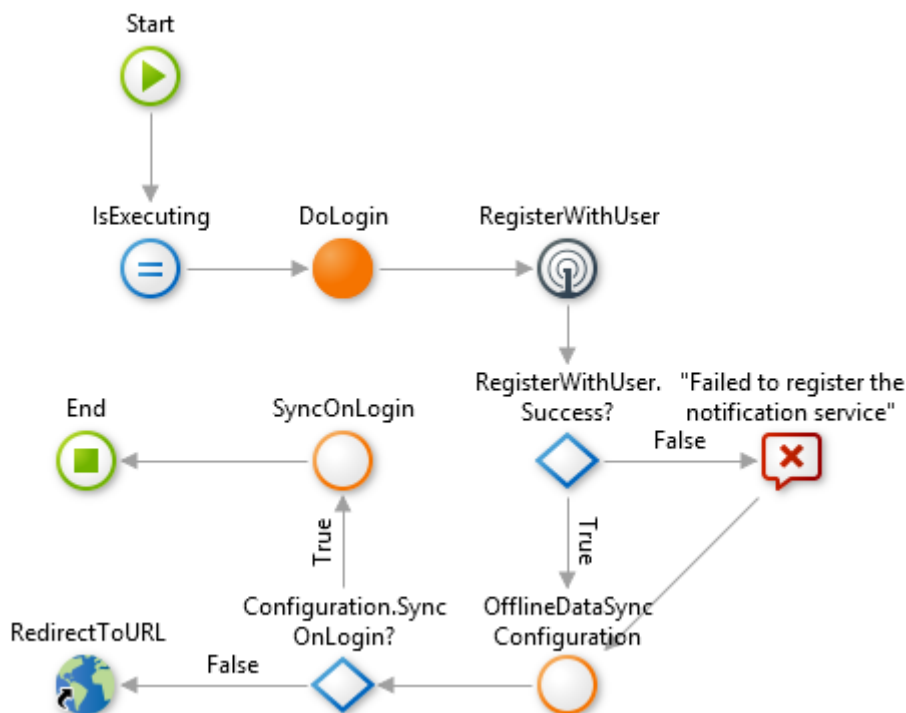 Start
IsExecuting
DoLogin
RegisterWithUser
RegisterWithUser.
Success?
"Failed to register the
notification service"
End
SyncOnLogin
False
True
True
OfflineDataSync
Configuration
Configuration.Sync
OnLogin?
RedirectToURL
False